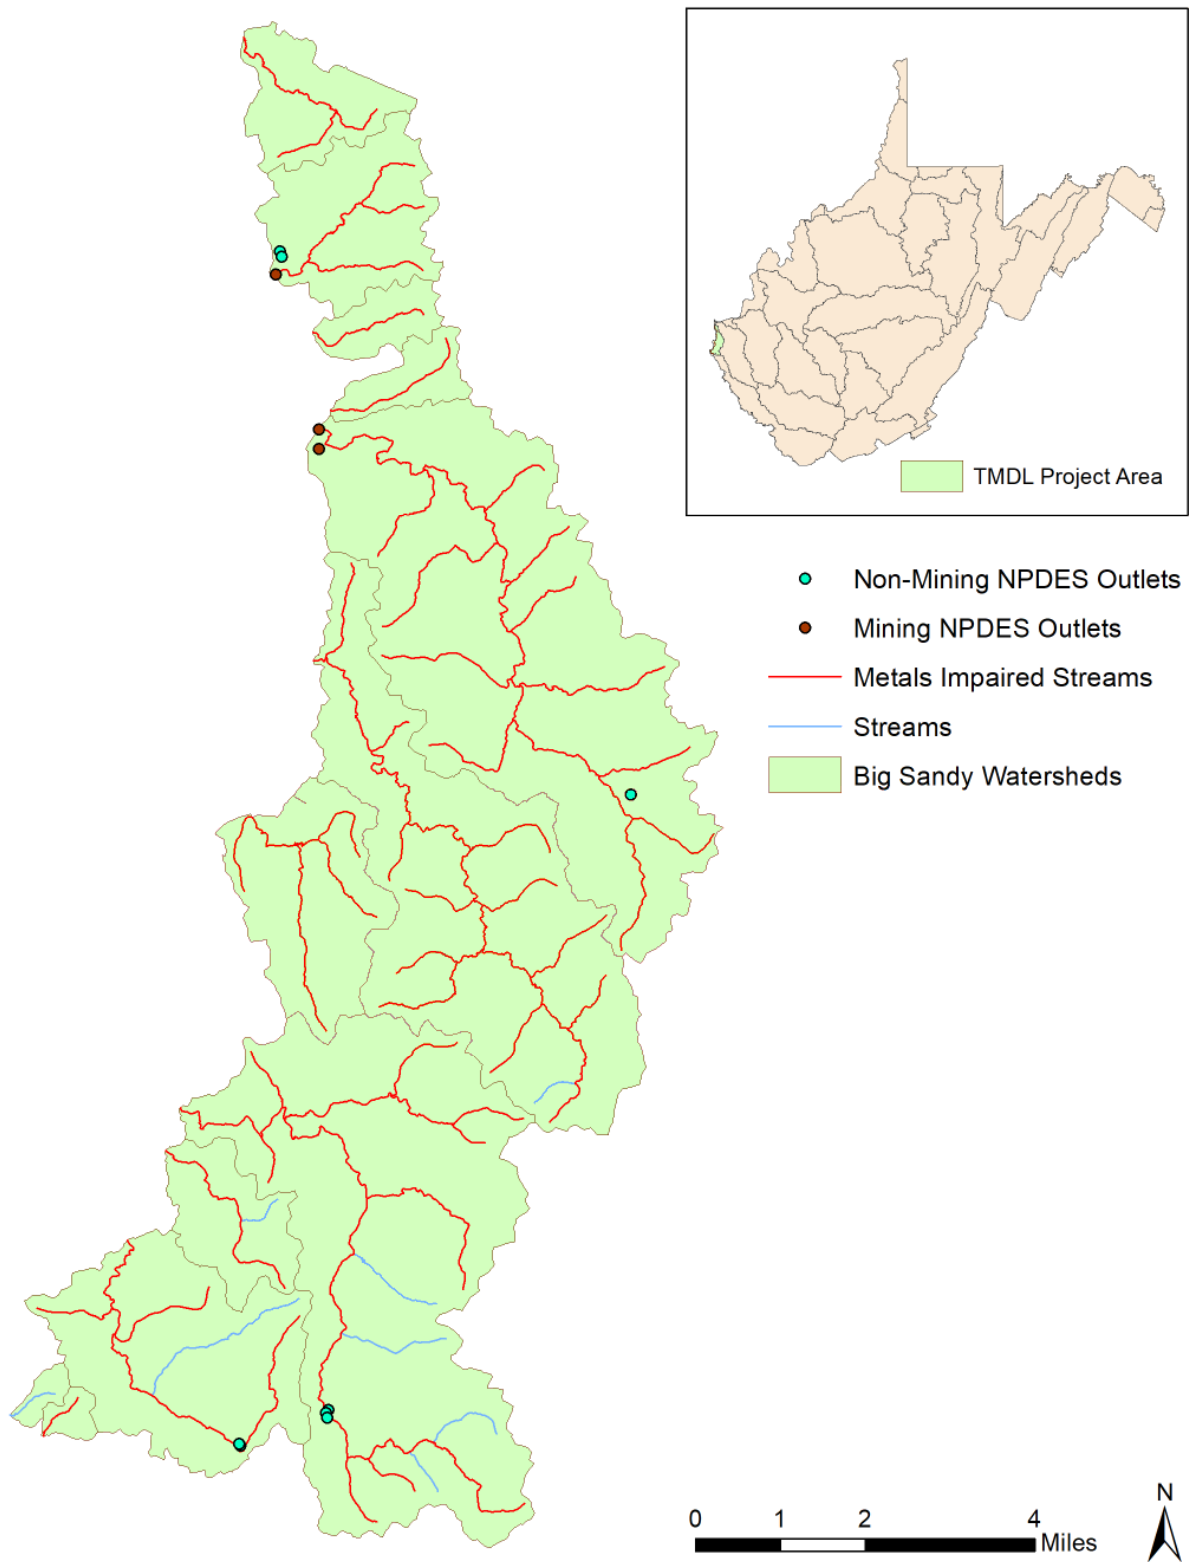 TMDL Project Area
Non-Mining NPDES Outlets
Mining NPDES Outlets
Metals Impaired Streams
Streams
Big Sandy Watersheds
N
0 1 2 4
Miles